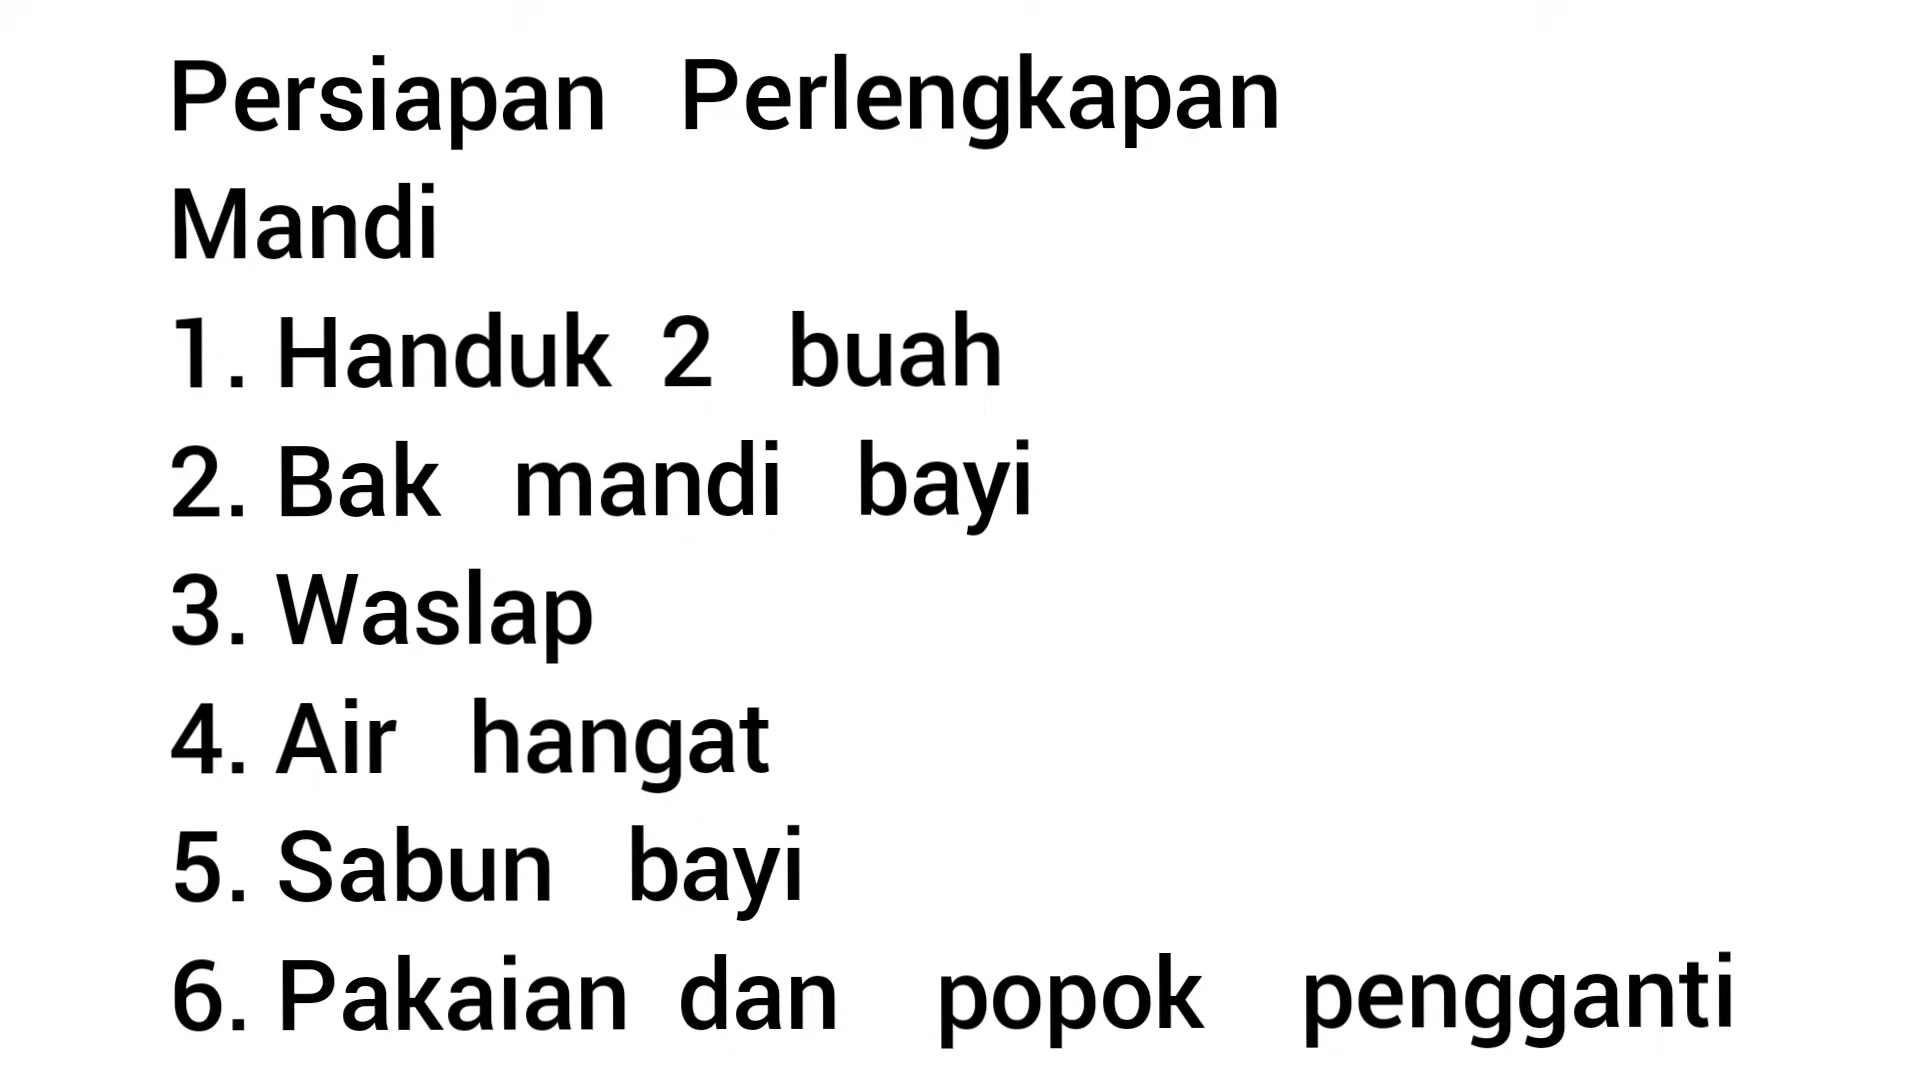 Persiapan Perlengkapan
Mandi
1. Handuk 2 buah
2. Bak mandi bayi
3. Waslap
4. Air hangat
5. Sabun bayi
6. Pakaian dan popok pengganti